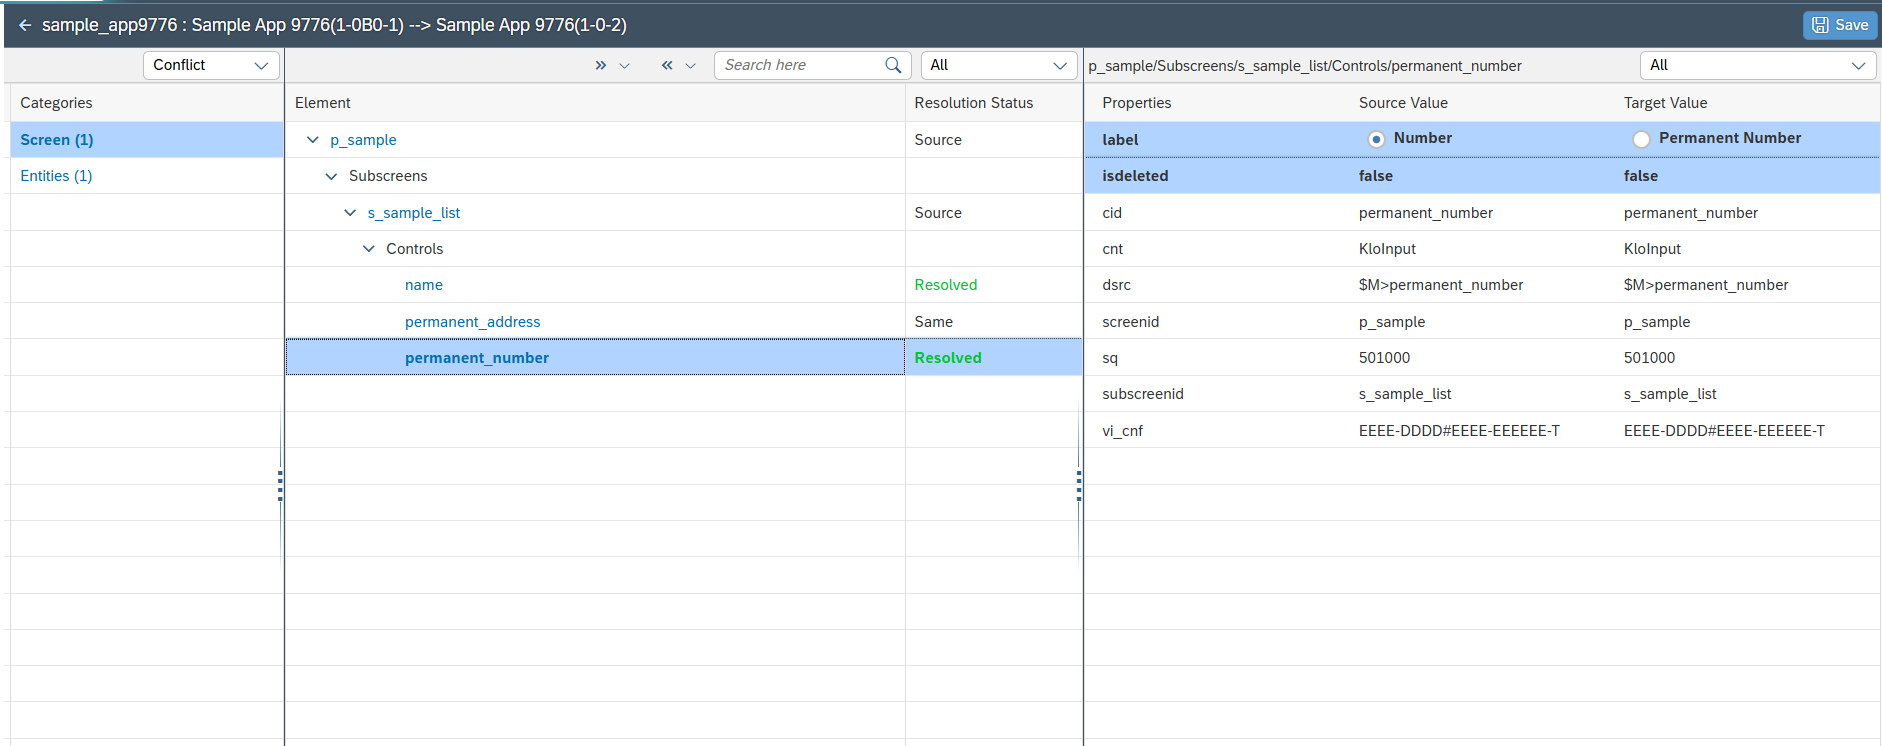 sample_app9776 : Sample App 9776(1-0B0-1) --> Sample App 9776(1-0-2) Save
Conflict Search here All p_sample/Subscreens/s_sample_list/Controls/permanent_number All
Categories Element Resolution Status Properties Source Value Target Value
Screen (1) p_sample Source label Number Permanent Number
Entities (1) Subscreens isdeleted false false
s_sample_list Source cid permanent_number permanent_number
Controls cnt KloInput KloInput
name Resolved dsrc $M>permanent_number $M>permanent_number
permanent_address Same screenid p_sample p_sample
permanent_number Resolved sq 501000 501000
subscreenid s_sample_list s_sample_list
vi_cnf EEEE-DDDD#EEEE-EEEEEE-T EEEE-DDDD#EEEE-EEEEEE-T